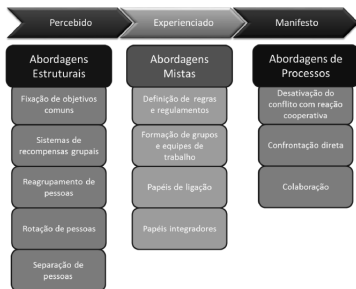 Percebido
Experienciado
Manifesto
Abordagens
Estruturais
Fixação de objetivos
comuns
Sistemas de
recompensas grupais
Reagrupamento de
pessoas
Rotação de pessoas
Separação de
pessoas
Abordagens
Mistas
Definição de regras
e regulamentos
Formação de grupos
e equipes de
trabalho
Papéis de ligação
Papéis integradores
Abordagens de
Processos
Desativação do
conflito com reação
cooperativa
Confrontação direta
Colaboração